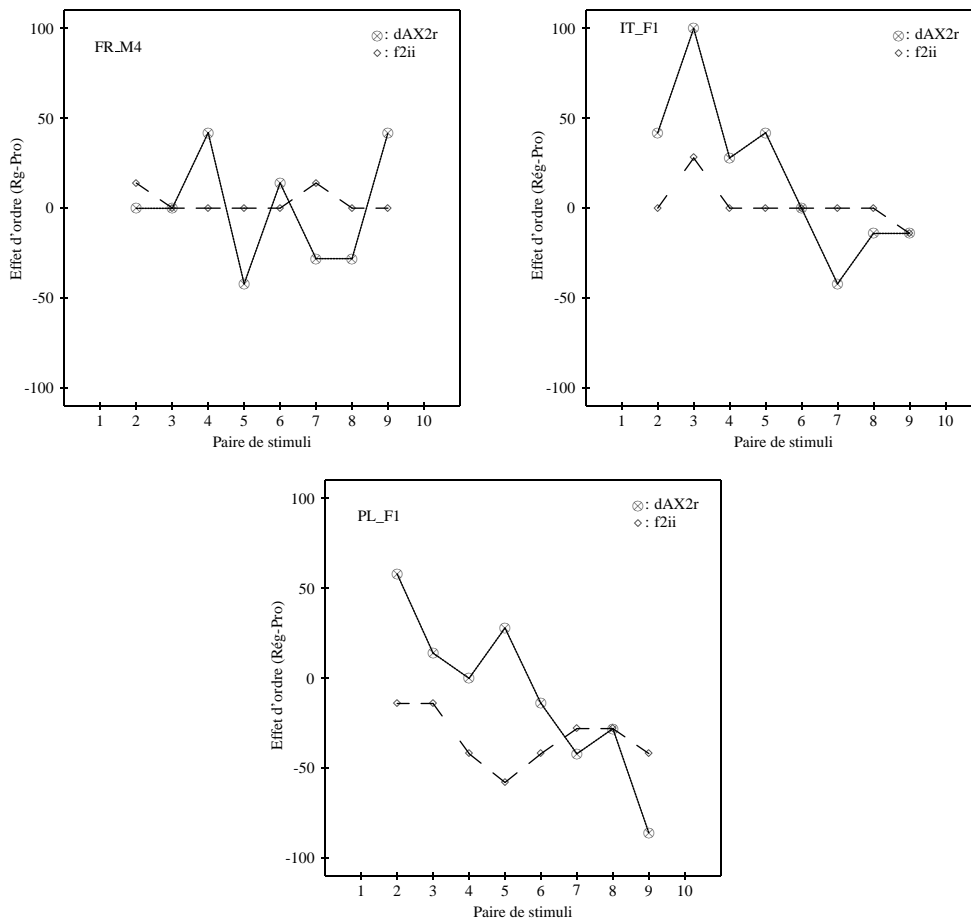 FR_M4
⊗: dAX2r
◇: f2ii
Effet d'ordre (Rg-Pro)
100
50
0
-50
-100
1 2 3 4 5 6 7 8 9 10
Paire de stimuli
IT_F1
⊗: dAX2r
◇: f2ii
Effet d'ordre (Rég-Pro)
100
50
0
-50
-100
1 2 3 4 5 6 7 8 9 10
Paire de stimuli
PL_F1
⊗: dAX2r
◇: f2ii
Effet d'ordre (Rég-Pro)
100
50
0
-50
-100
1 2 3 4 5 6 7 8 9 10
Paire de stimuli